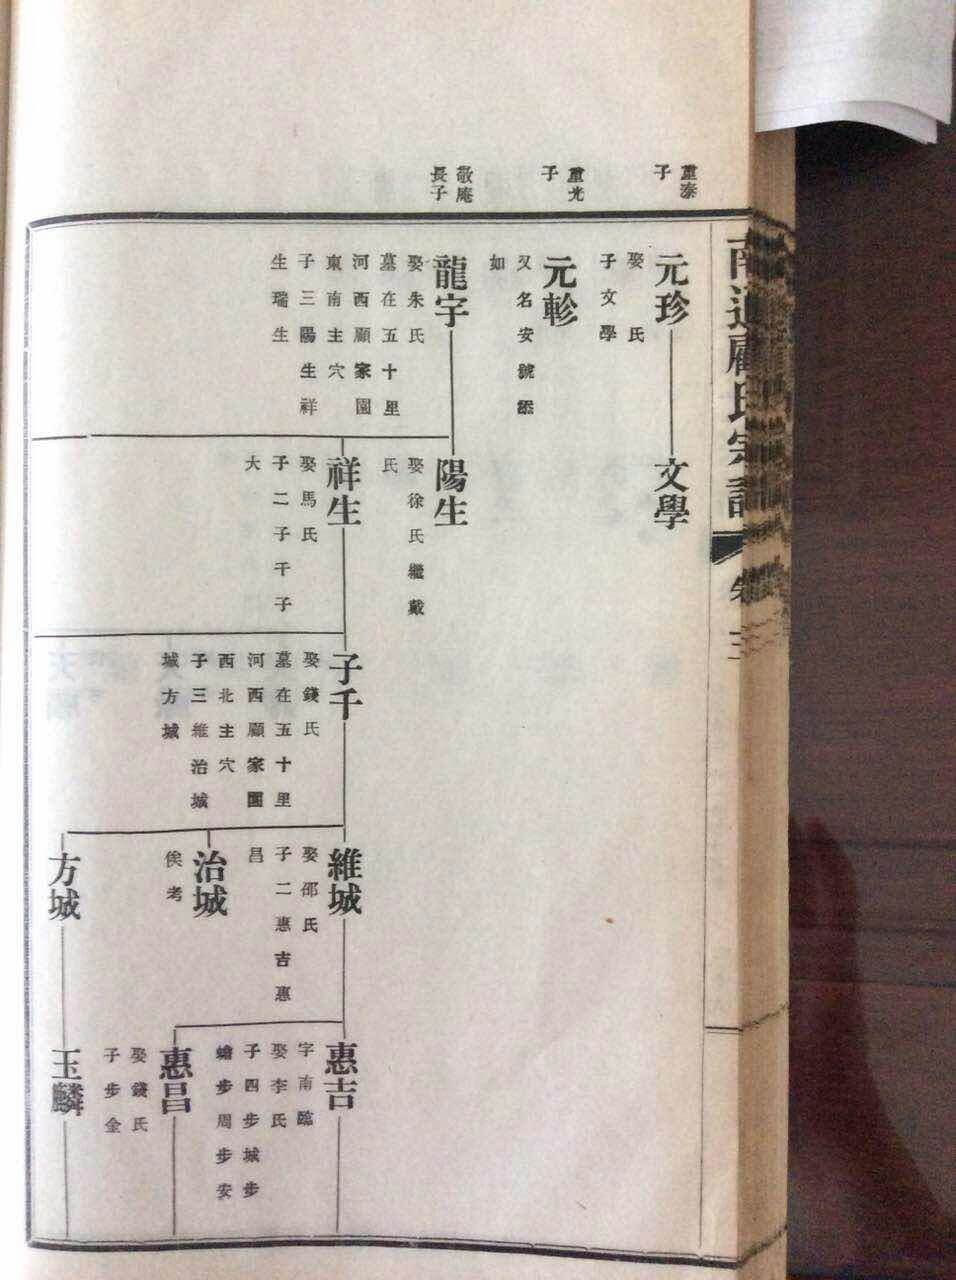 南通顧氏宗譜
卷三
重泰
子
元珍
娶氏
子文學
重光
子
元軫
又名安號
如
敬庵
長子
龍宇
娶朱氏
墓在五十里
河西顧家園
東南主穴
子三陽生祥
生瑞生
文學
陽生
娶徐氏繼戴
氏
祥生
娶馬氏
子二子千子
大
子千
娶錢氏
墓在五十里
河西顧家園
西北主穴
子三維治城
城方城
維城
娶邵氏
子二惠吉惠
昌
治城
俟考
方城
惠吉
字南臨
娶李氏
子四步城步
蟾步周步安
惠昌
娶錢氏
子步金
玉麟